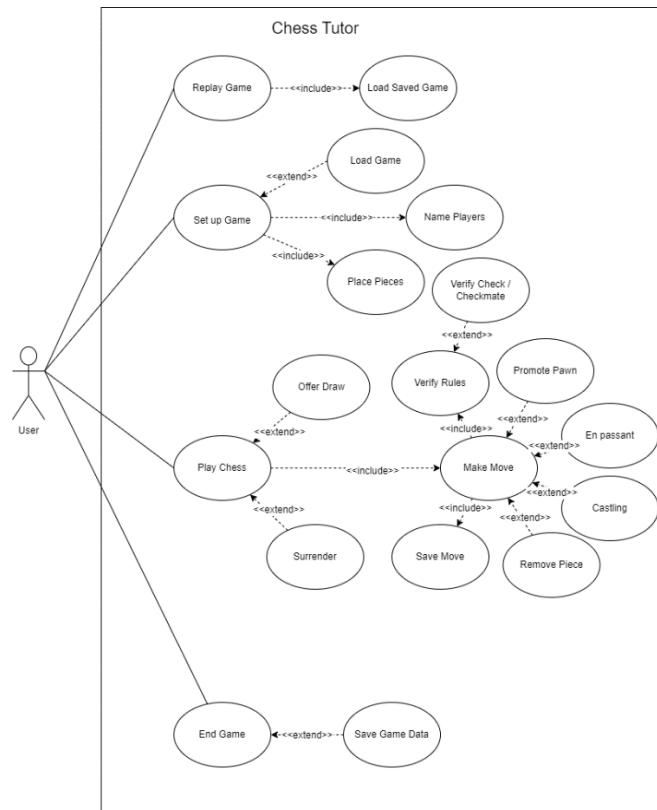 Chess Tutor
Replay Game
<<include>>
Load Saved Game
Load Game
<<extend>>
Set up Game
<<include>>
Name Players
<<include>>
Place Pieces
Verify Check /
Checkmate
<<extend>>
Offer Draw
Verify Rules
Promote Pawn
<<extend>>
<<include>>
<<extend>>
En passant
<<extend>>
User
Play Chess
<<include>>
Make Move
<<extend>>
Castling
<<extend>>
<<include>>
<<extend>>
Surrender
Save Move
Remove Piece
End Game
<<extend>>
Save Game Data